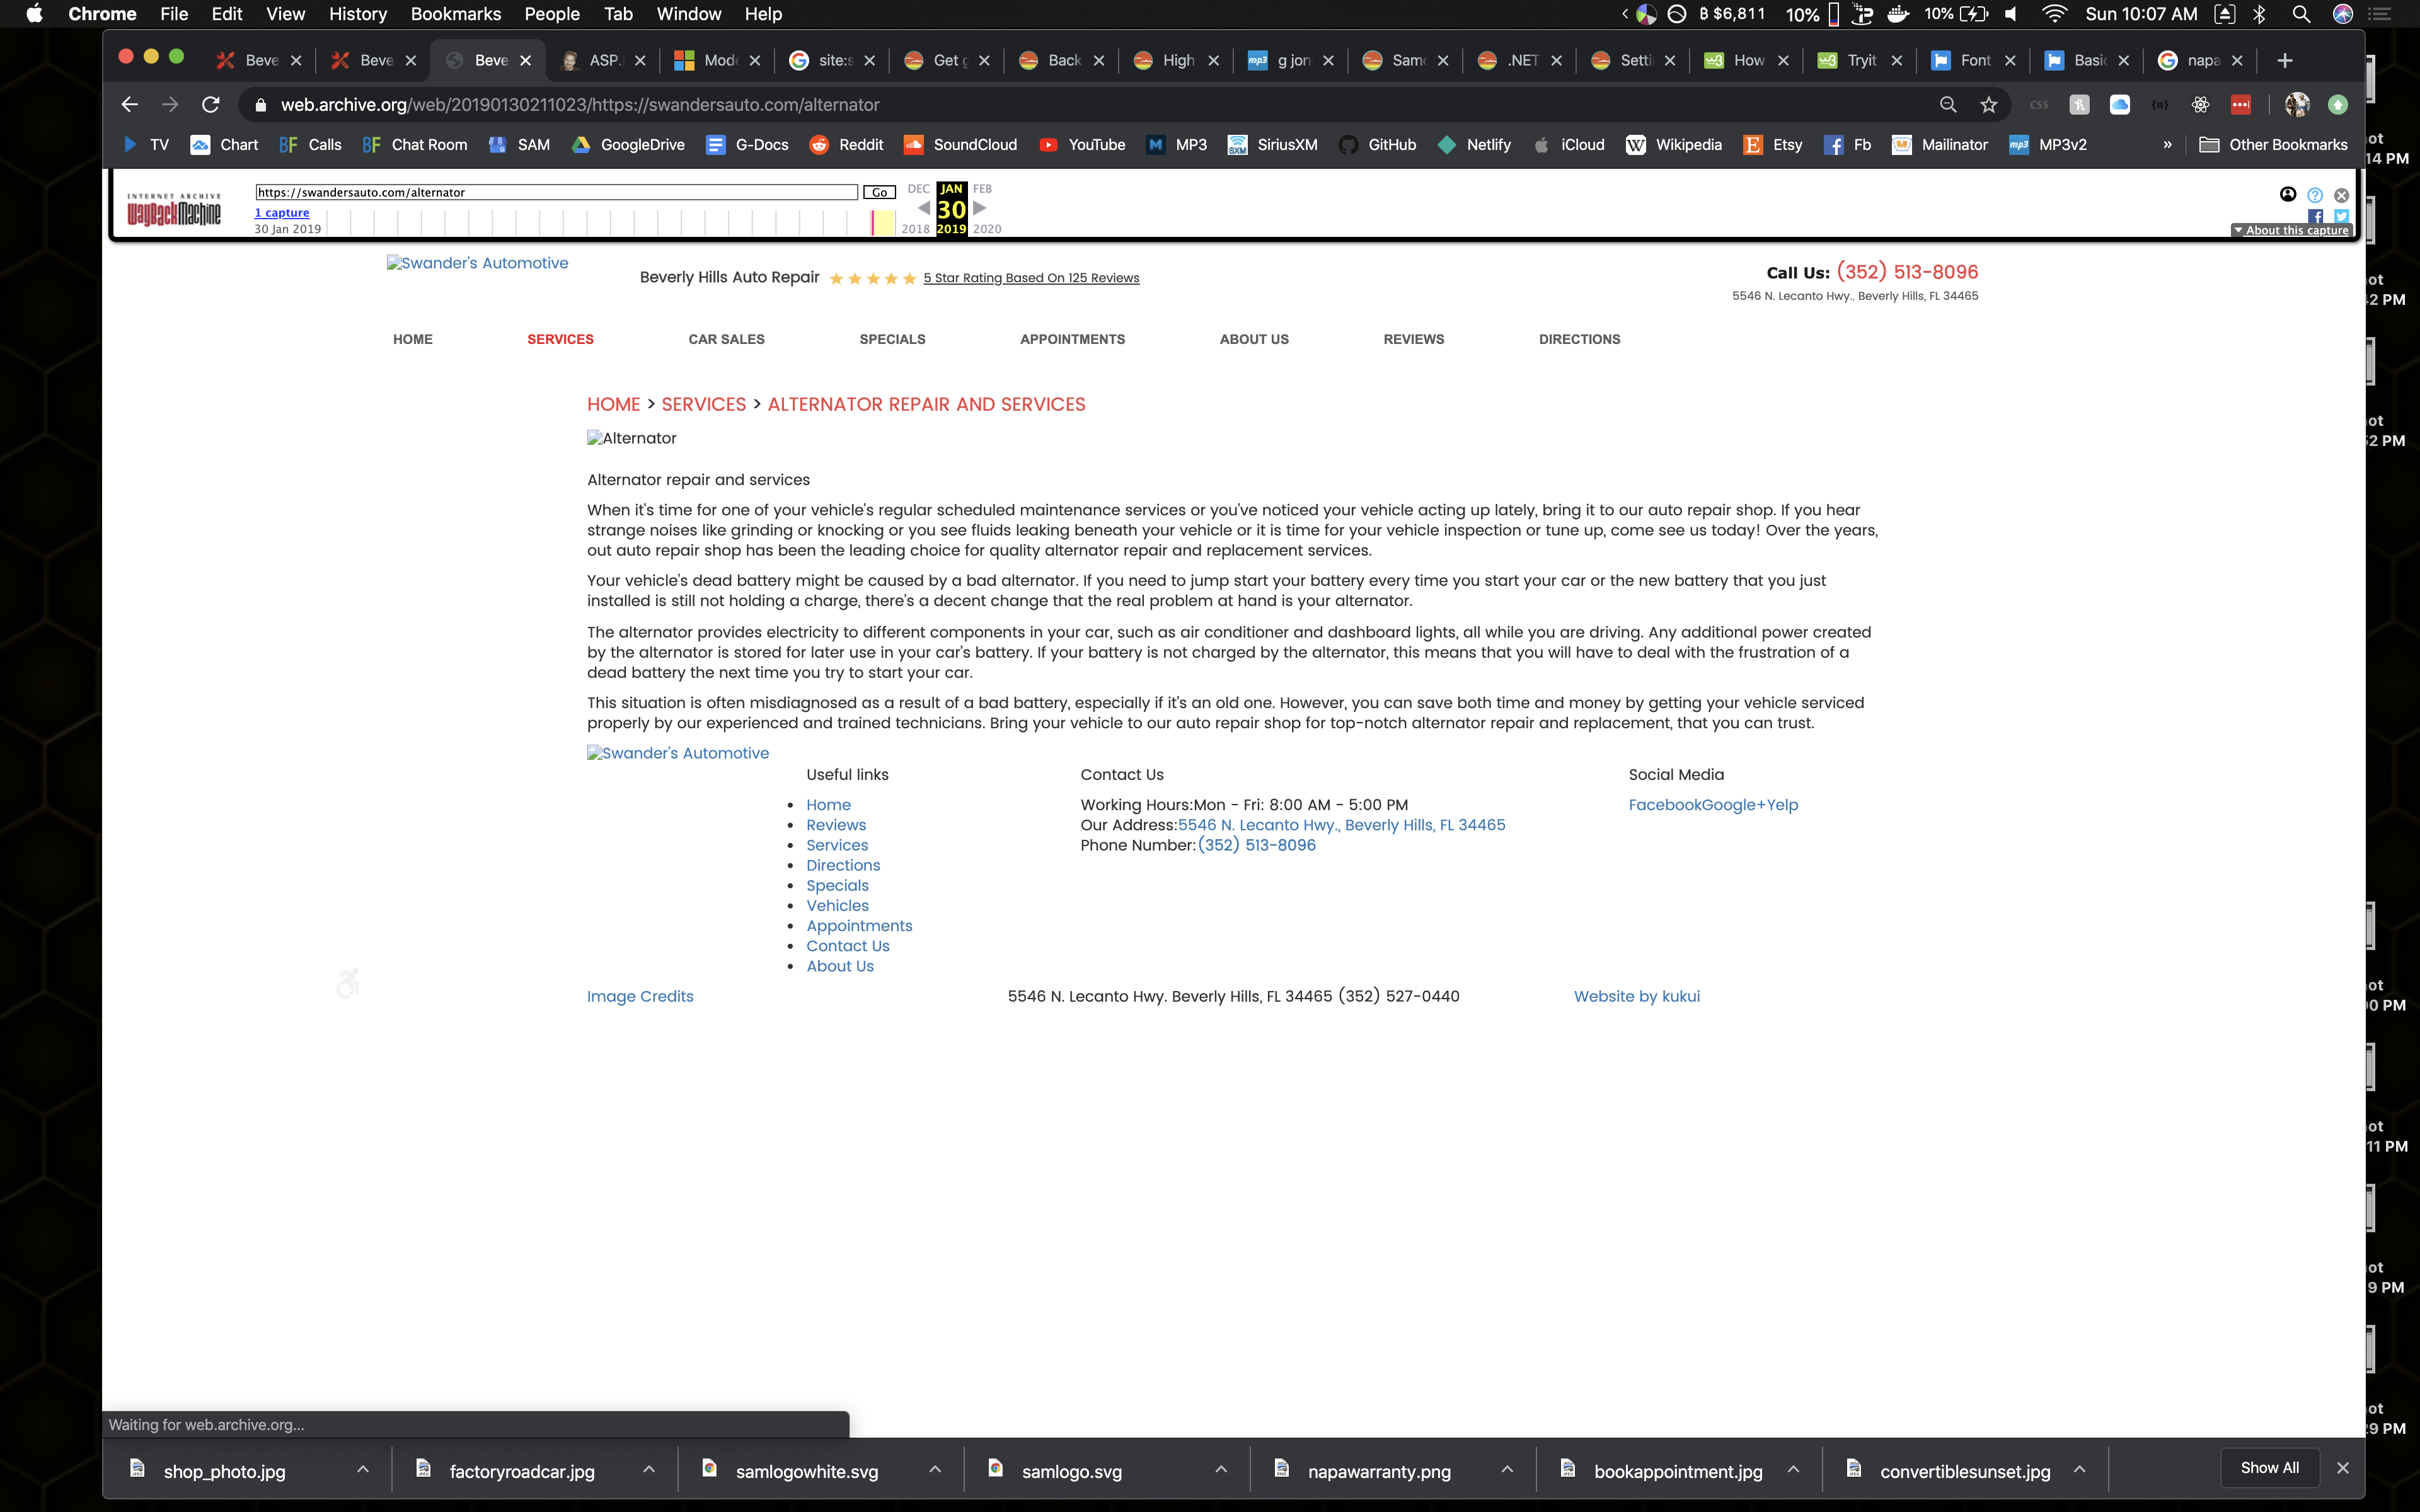 Chrome File Edit View History Bookmarks People Tab Window Help
฿ $6,811 10% 10% Sun 10:07 AM
Beve Beve Beve ASP. Mod site:s Get g Back High g jon Sam .NET Setti How Tryit Font Basic napa
web.archive.org/web/20190130211023/https://swandersauto.com/alternator
TV Chart Calls Chat Room SAM GoogleDrive G-Docs Reddit SoundCloud YouTube MP3 SiriusXM GitHub Netlify iCloud Wikipedia Etsy Fb Mailinator MP3v2 » Other Bookmarks
INTERNET ARCHIVE
WayBackMachine
https://swandersauto.com/alternator Go
1 capture
30 Jan 2019
DEC JAN FEB
30
2018 2019 2020
About this capture
Swander's Automotive
Beverly Hills Auto Repair 5 Star Rating Based On 125 Reviews
Call Us: (352) 513-8096
5546 N. Lecanto Hwy., Beverly Hills, FL 34465
HOME SERVICES CAR SALES SPECIALS APPOINTMENTS ABOUT US REVIEWS DIRECTIONS
HOME > SERVICES > ALTERNATOR REPAIR AND SERVICES
Alternator
Alternator repair and services
When it's time for one of your vehicle's regular scheduled maintenance services or you've noticed your vehicle acting up lately, bring it to our auto repair shop. If you hear
strange noises like grinding or knocking or you see fluids leaking beneath your vehicle or it is time for your vehicle inspection or tune up, come see us today! Over the years,
out auto repair shop has been the leading choice for quality alternator repair and replacement services.
Your vehicle's dead battery might be caused by a bad alternator. If you need to jump start your battery every time you start your car or the new battery that you just
installed is still not holding a charge, there's a decent change that the real problem at hand is your alternator.
The alternator provides electricity to different components in your car, such as air conditioner and dashboard lights, all while you are driving. Any additional power created
by the alternator is stored for later use in your car's battery. If your battery is not charged by the alternator, this means that you will have to deal with the frustration of a
dead battery the next time you try to start your car.
This situation is often misdiagnosed as a result of a bad battery, especially if it's an old one. However, you can save both time and money by getting your vehicle serviced
properly by our experienced and trained technicians. Bring your vehicle to our auto repair shop for top-notch alternator repair and replacement, that you can trust.
Swander's Automotive
Useful links
Home
Reviews
Services
Directions
Specials
Vehicles
Appointments
Contact Us
About Us
Contact Us
Working Hours:Mon - Fri: 8:00 AM - 5:00 PM
Our Address:5546 N. Lecanto Hwy., Beverly Hills, FL 34465
Phone Number:(352) 513-8096
Social Media
FacebookGoogle+Yelp
Image Credits 5546 N. Lecanto Hwy. Beverly Hills, FL 34465 (352) 527-0440 Website by kukui
Waiting for web.archive.org...
shop_photo.jpg factoryroadcar.jpg samlogowhite.svg samlogo.svg napawarranty.png bookappointment.jpg convertiblesunset.jpg Show All